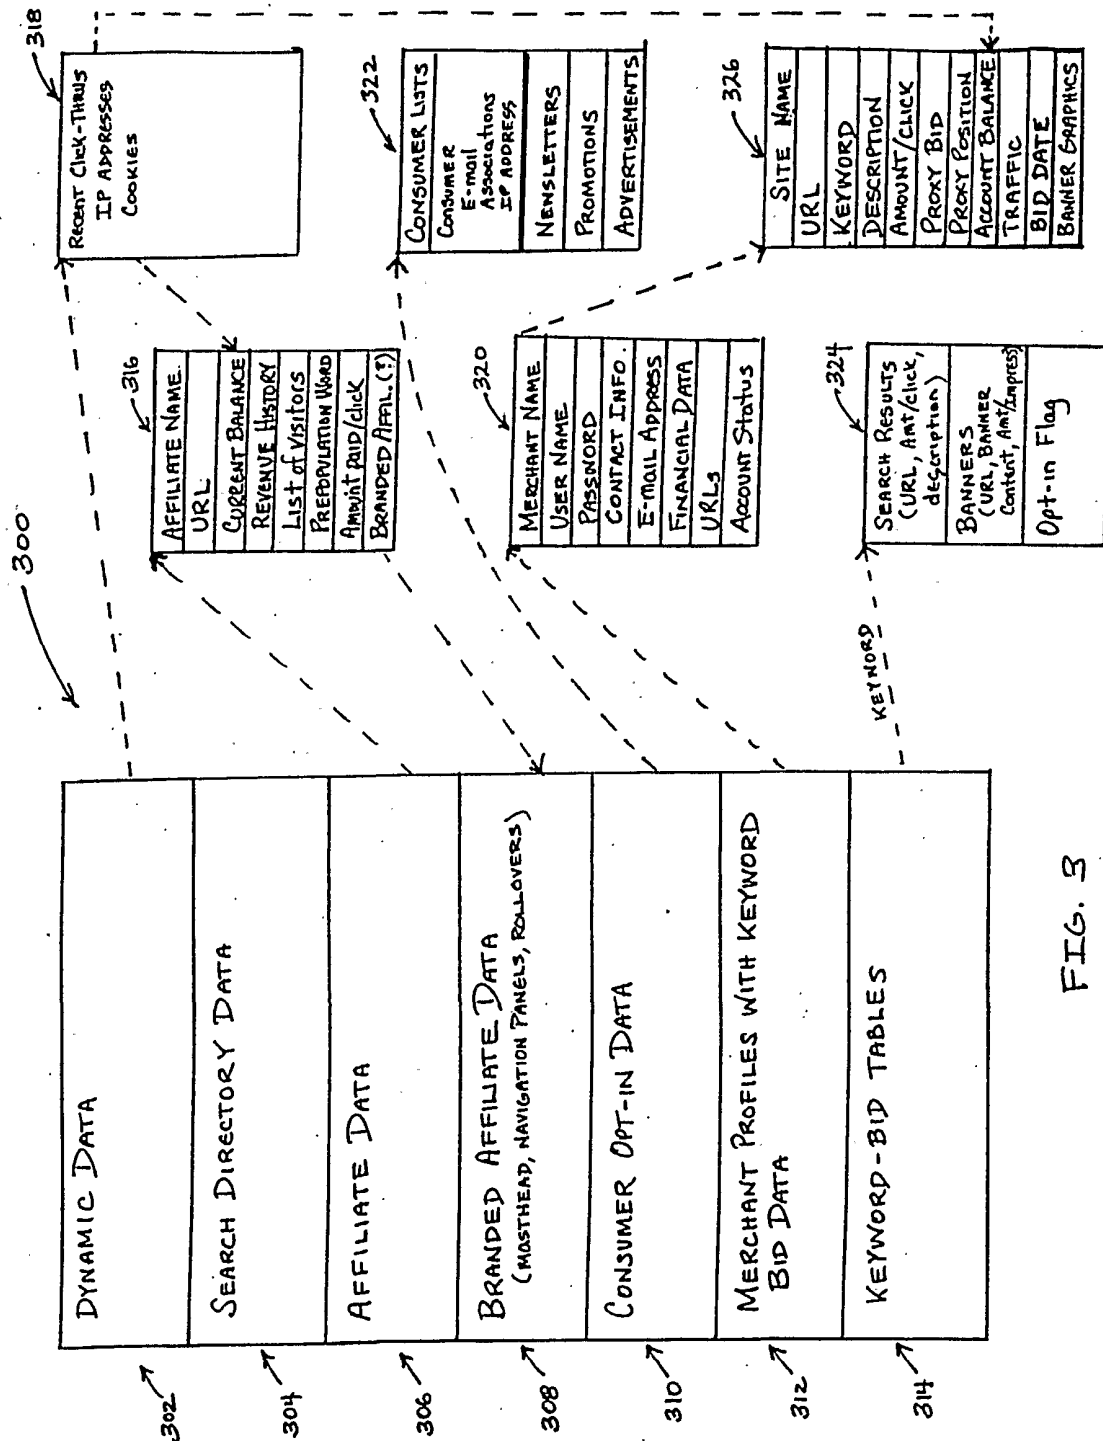 300
302
DYNAMIC DATA
304
SEARCH DIRECTORY DATA
306
AFFILIATE DATA
308
BRANDED AFFILIATE DATA
(MASTHEAD, NAVIGATION PANELS, ROLLOVERS)
310
CONSUMER OPT-IN DATA
312
MERCHANT PROFILES WITH KEYWORD
BID DATA
314
KEYWORD-BID TABLES
316
AFFILIATE NAME
URL
CURRENT BALANCE
REVENUE HISTORY
List of Visitors
PREPOPULATION WORD
Amount paid/click
BRANDED AFFIL.(?)
320
MERCHANT NAME
USER NAME
PASSWORD
CONTACT INFO.
E-mail Address
FINANCIAL DATA
URLs
Account Status
KEYWORD
324
SEARCH RESULTS
(URL, Amt/click,
description)
BANNERS
(URL, BANNER
Content, Amt/Impress)
Opt-in Flag
318
Recent Click-Thrus
IP ADDRESSES
COOKIES
322
CONSUMER LISTS
Consumer
E-mail
Associations
IP ADDRESS
NEWSLETTERS
PROMOTIONS
ADVERTISEMENTS
326
SITE NAME
URL
KEYWORD
DESCRIPTION
AMOUNT/CLICK
PROXY BID
PROXY POSITION
ACCOUNT BALANCE
TRAFFIC
BID DATE
BANNER GRAPHICS
FIG. 3